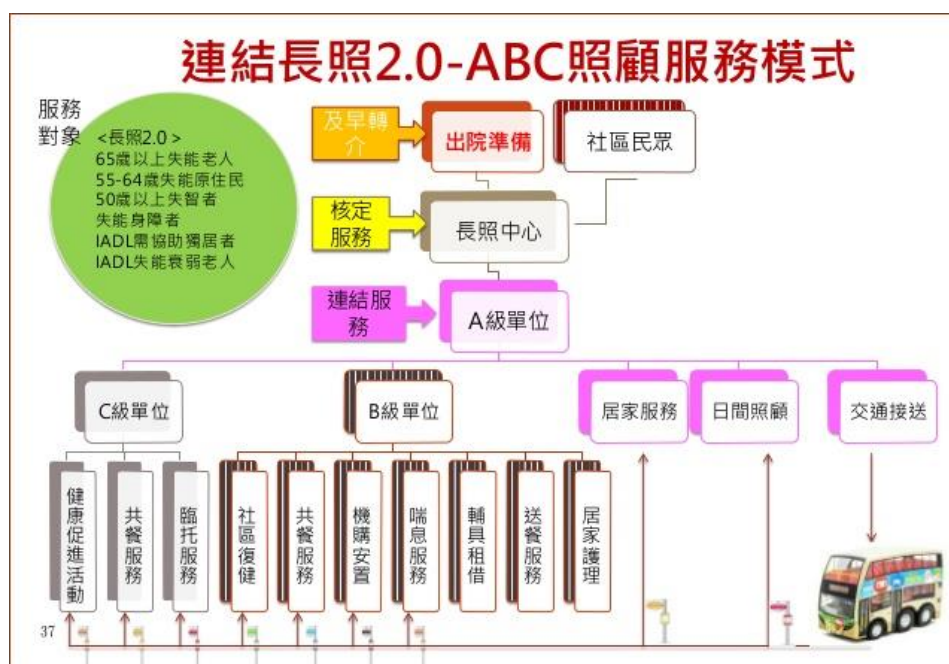 連結長照2.0-ABC照顧服務模式
服務
對象
<長照2.0 >
65歲以上失能老人
55-64歲失能原住民
50歲以上失智者
失能身障者
IADL需協助獨居者
IADL失能衰弱老人
及早轉
介
出院準備
社區民眾
核定
服務
長照中心
連結服
務
A級單位
C級單位
B級單位
居家服務
日間照顧
交通接送
健康促進活動
共餐服務
臨托服務
社區復健
共餐服務
機購安置
喘息服務
輔具租借
送餐服務
居家護理
37